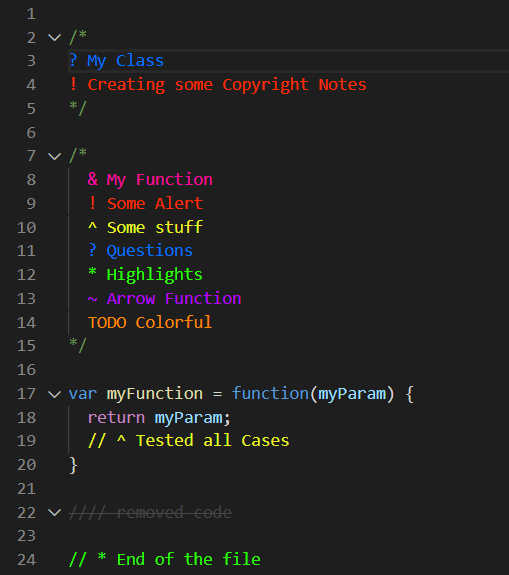 1
2 /*
3 ? My Class
4 ! Creating some Copyright Notes
5 */
6
7 /*
8 & My Function
9 ! Some Alert
10 ^ Some stuff
11 ? Questions
12 * Highlights
13 ~ Arrow Function
14 TODO Colorful
15 */
16
17 var myFunction = function(myParam) {
18 return myParam;
19 // ^ Tested all Cases
20 }
21
22 //// removed code
23
24 // * End of the file